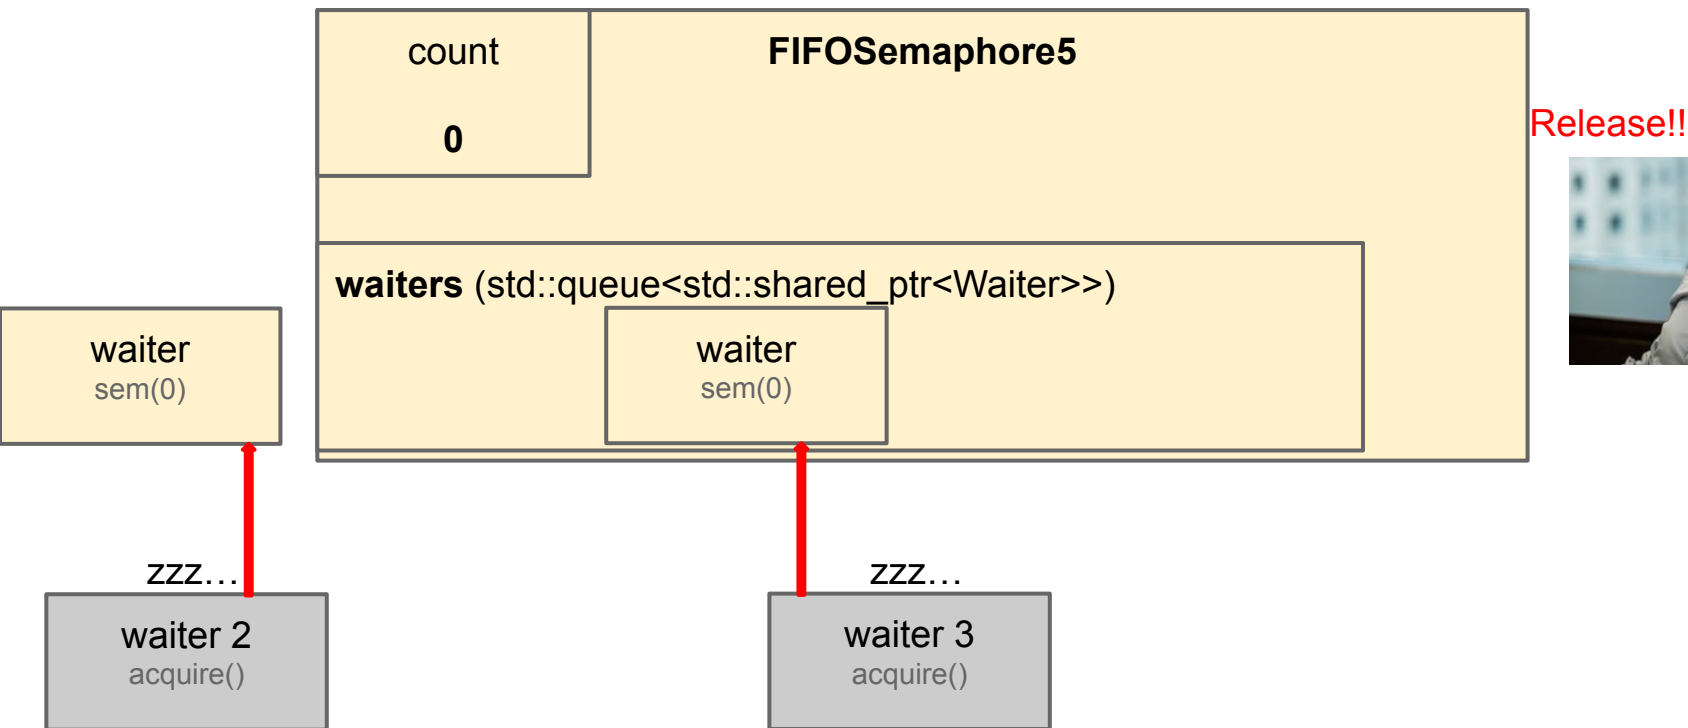 count
FIFOSemaphore5
0
Release!!
waiters (std::queue<std::shared_ptr<Waiter>>)
waiter
sem(0)
waiter
sem(0)
zzz…
zzz…
waiter 2
acquire()
waiter 3
acquire()